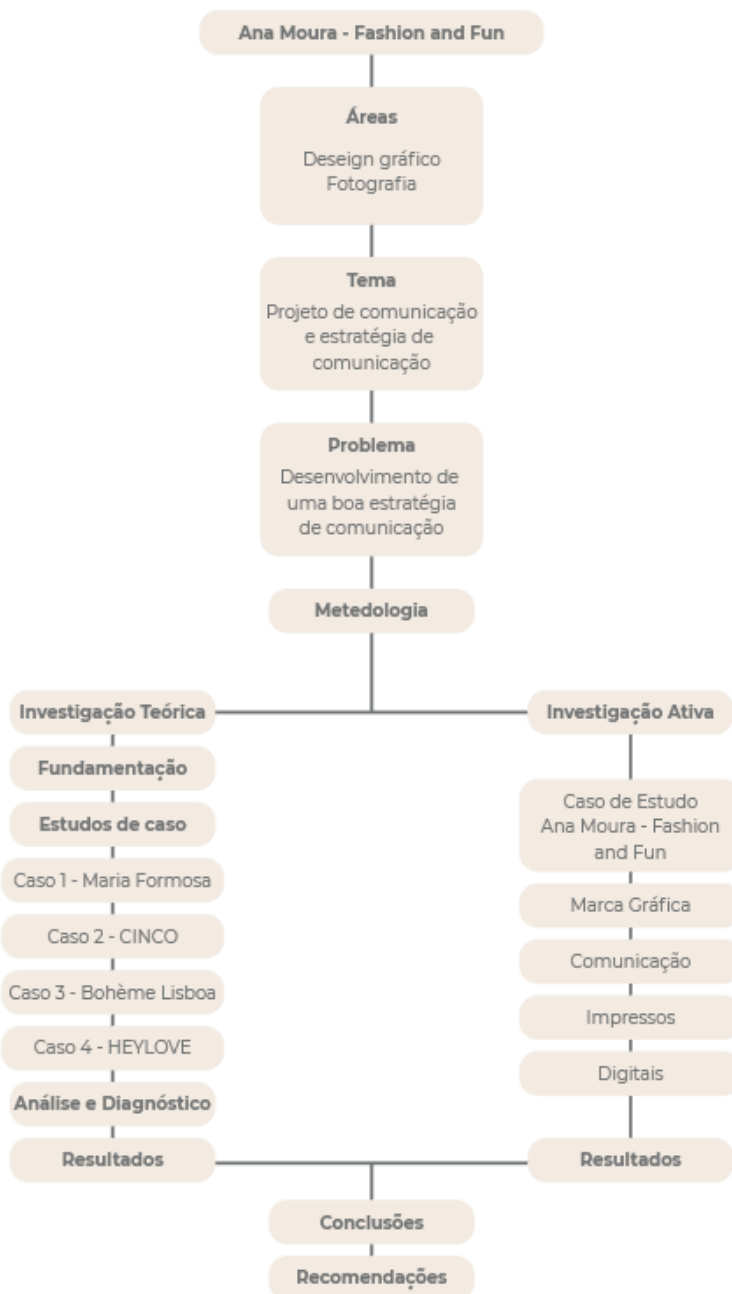 Ana Moura - Fashion and Fun
Áreas
Deseign gráfico
Fotografia
Tema
Projeto de comunicação
e estratégia de
comunicação
Problema
Desenvolvimento de
uma boa estratégia
de comunicação
Metedologia
Investigação Teórica
Fundamentação
Estudos de caso
Caso 1 - Maria Formosa
Caso 2 - CINCO
Caso 3 - Bohème Lisboa
Caso 4 - HEYLOVE
Análise e Diagnóstico
Resultados
Investigação Ativa
Caso de Estudo
Ana Moura - Fashion
and Fun
Marca Gráfica
Comunicação
Impressos
Digitais
Resultados
Conclusões
Recomendações